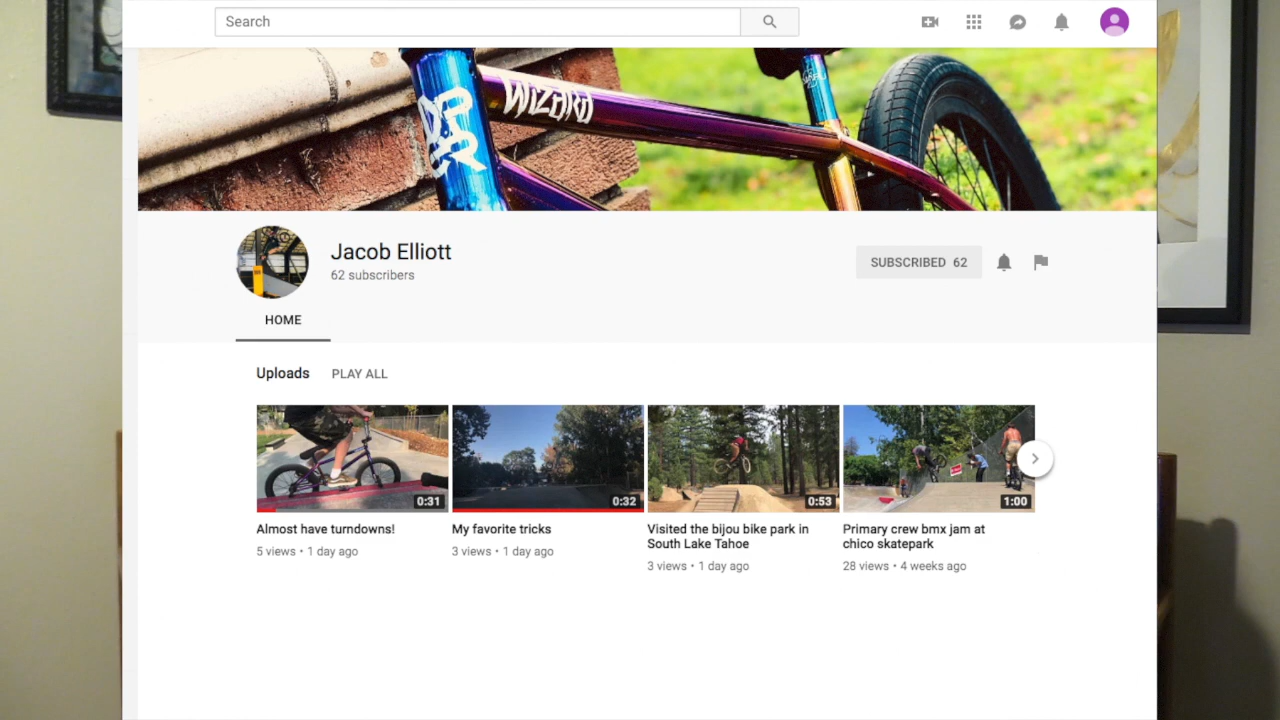 Search
WIZARD
Jacob Elliott
62 subscribers
SUBSCRIBED 62
HOME
Uploads PLAY ALL
0:31
0:32
0:53
1:00
Almost have turndowns!
5 views • 1 day ago
My favorite tricks
3 views • 1 day ago
Visited the bijou bike park in
South Lake Tahoe
3 views • 1 day ago
Primary crew bmx jam at
chico skatepark
28 views • 4 weeks ago